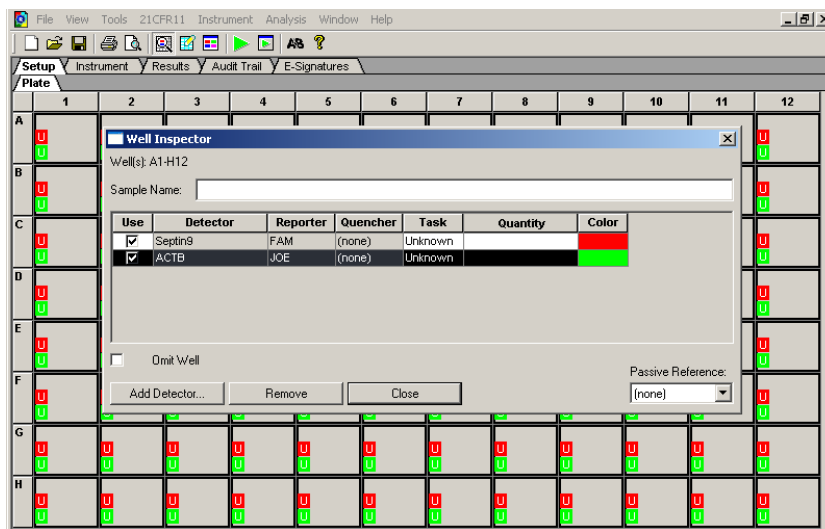 File View Tools 21CFR11 Instrument Analysis Window Help
Setup Instrument Results Audit Trail E-Signatures
Plate
1 2 3 4 5 6 7 8 9 10 11 12
A
U U
U U
Well Inspector
Well(s): A1-H12
B
U U
U U
Sample Name:
C
U U
U U
Use Detector Reporter Quencher Task Quantity Color
Septin9 FAM (none) Unknown
ACTB JOE (none) Unknown
D
U U
U U
E
U U
U U
Omit Well
Passive Reference:
F
U U
U U
Add Detector... Remove Close (none)
G
U U U U U U U U U U U U
U U U U U U U U U U U U
H
U U U U U U U U U U U U
U U U U U U U U U U U U